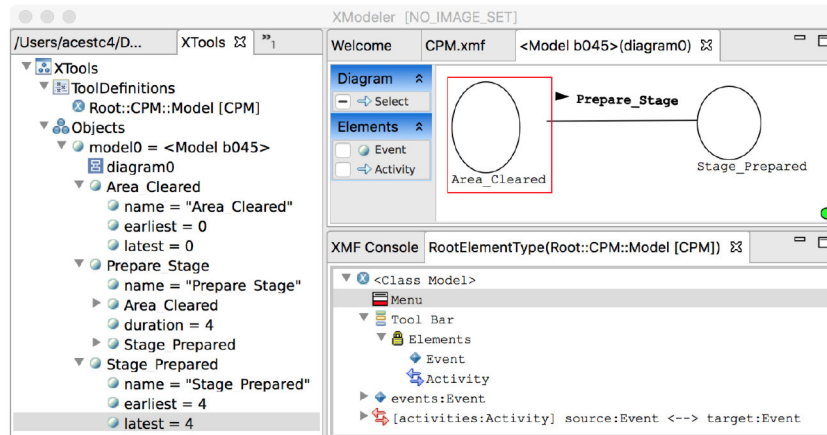 XModeler [NO_IMAGE_SET]
/Users/acestc4/D...
XTools
"1
XTools
ToolDefinitions
Root::CPM::Model [CPM]
Objects
model0 = <Model b045>
diagram0
Area Cleared
name = "Area Cleared"
earliest = 0
latest = 0
Prepare Stage
name = "Prepare Stage"
Area Cleared
duration = 4
Stage Prepared
Stage Prepared
name = "Stage Prepared"
earliest = 4
latest = 4
Welcome
CPM.xmf
<Model b045>(diagram0)
Diagram
Select
Elements
Event
Activity
Prepare_Stage
Area_Cleared
Stage_Prepared
XMF Console
RootElementType(Root::CPM::Model [CPM])
<Class Model>
Menu
Tool Bar
Elements
Event
Activity
events:Event
[activities:Activity] source:Event <--> target:Event